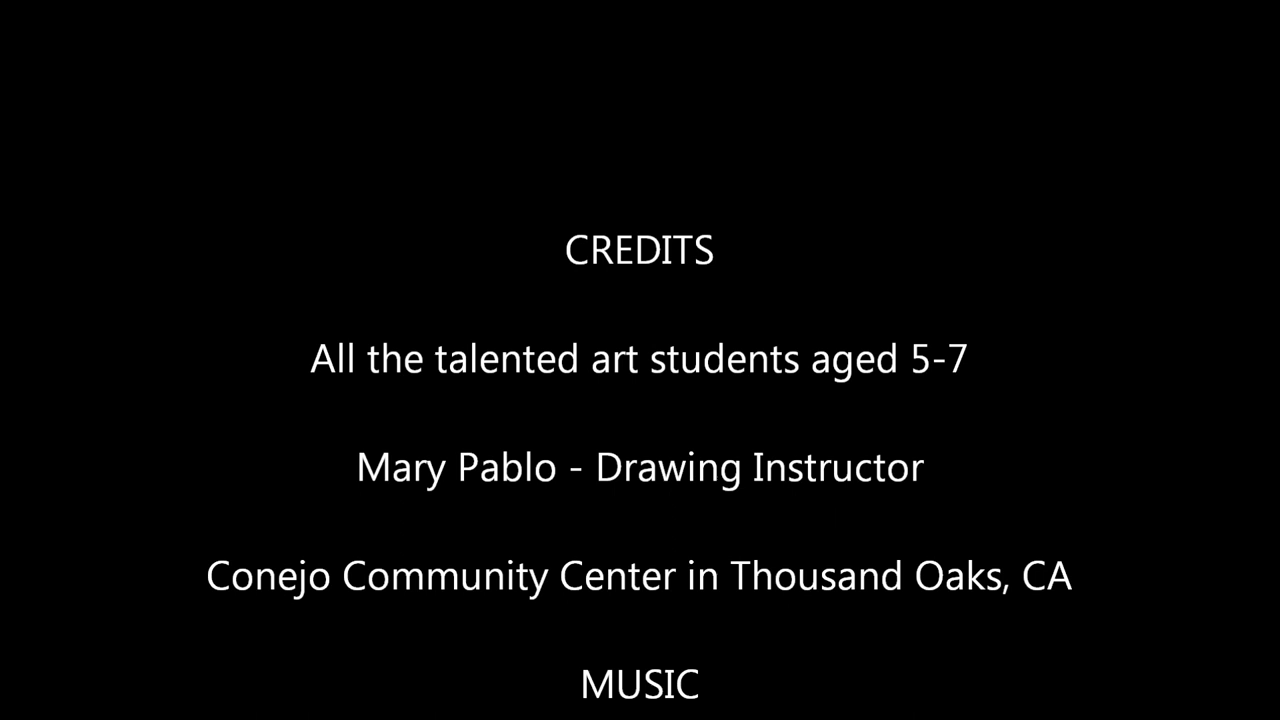 CREDITS
All the talented art students aged 5-7
Mary Pablo - Drawing Instructor
Conejo Community Center in Thousand Oaks, CA
MUSIC